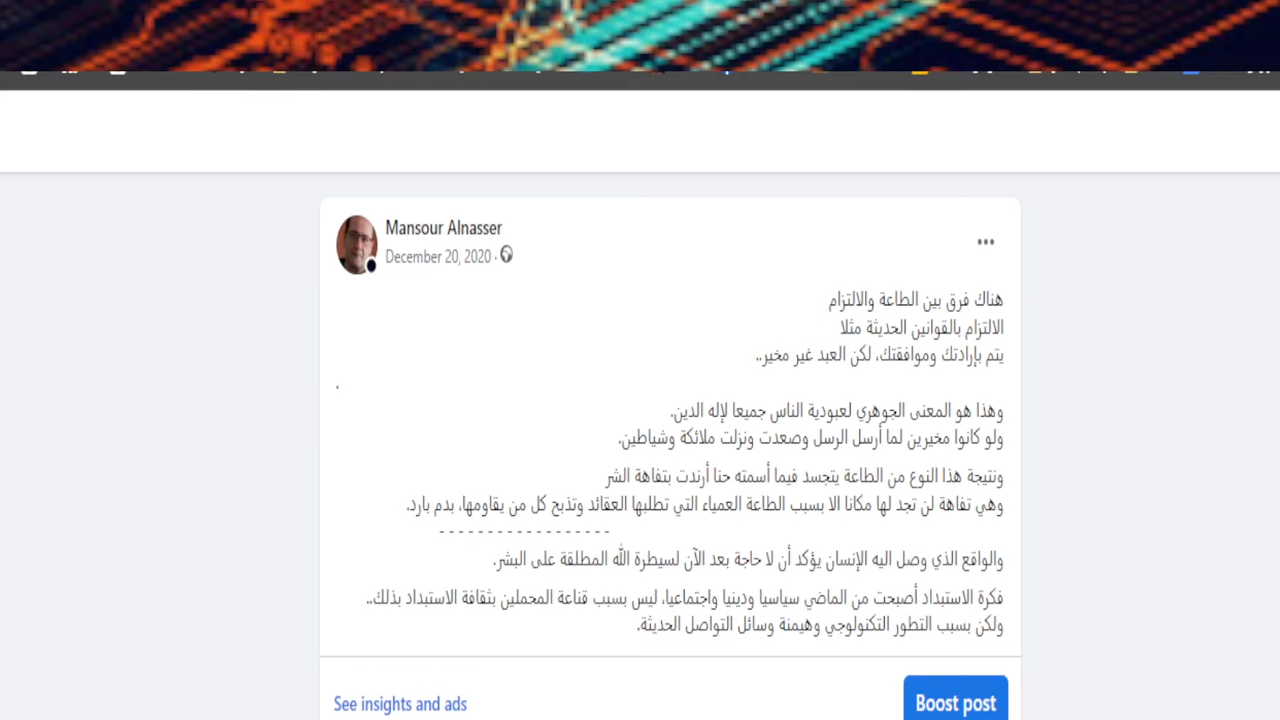 Mansour Alnasser
December 20, 2020 ·
هناك فرق بين الطاعة والالتزام
الالتزام بالقوانين الحديثة مثلا
يتم بإرادتك وموافقتك، لكن العبد غير مخير..
.
وهذا هو المعنى الجوهري لعبودية الناس جميعا لإله الدين.
ولو كانوا مخيرين لما أرسل الرسل وصعدت ونزلت ملائكة وشياطين.
ونتيجة هذا النوع من الطاعة يتجسد فيما أسمته حنا أرندت بتفاهة الشر
وهي تفاهة لن تجد لها مكانا الا بسبب الطاعة العمياء التي تطلبها العقائد وتذبح كل من يقاومها، بدم بارد.
- - - - - - - - - - - - - - - - -
والواقع الذي وصل اليه الإنسان يؤكد أن لا حاجة بعد الآن لسيطرة الله المطلقة على البشر.
فكرة الاستبداد أصبحت من الماضي سياسيا ودينيا واجتماعيا، ليس بسبب قناعة المحملين بثقافة الاستبداد بذلك..
ولكن بسبب التطور التكنولوجي وهيمنة وسائل التواصل الحديثة.
See insights and ads
Boost post